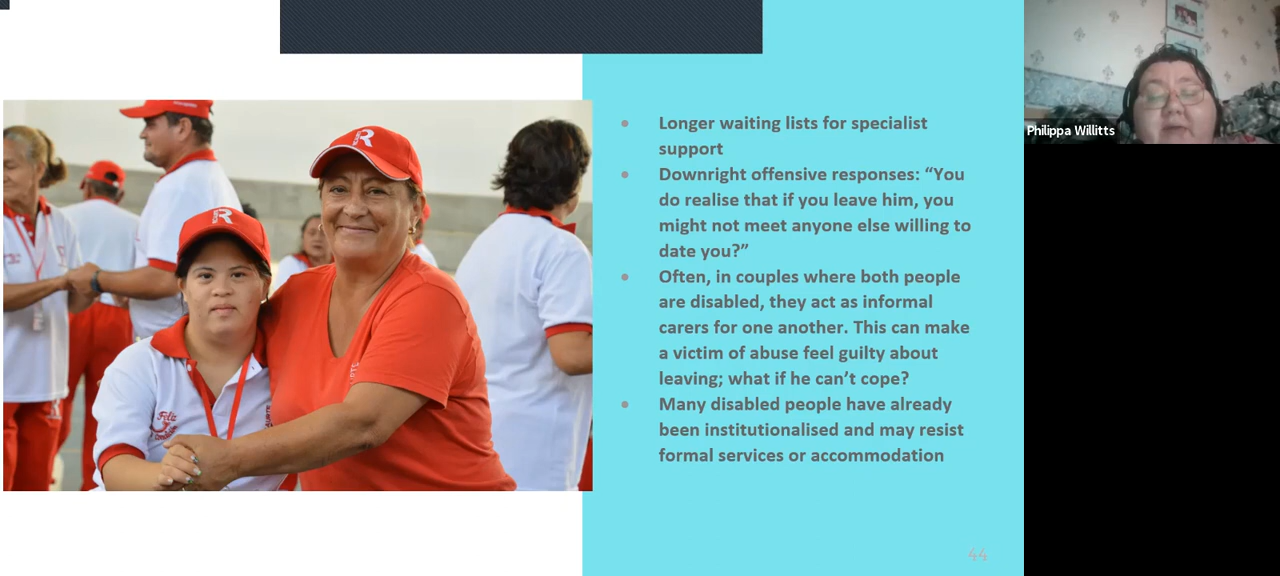 Longer waiting lists for specialist
support
Downright offensive responses: “You
do realise that if you leave him, you
might not meet anyone else willing to
date you?”
Often, in couples where both people
are disabled, they act as informal
carers for one another. This can make
a victim of abuse feel guilty about
leaving; what if he can’t cope?
Many disabled people have already
been institutionalised and may resist
formal services or accommodation
44
Philippa Willitts
R
R
Feliz